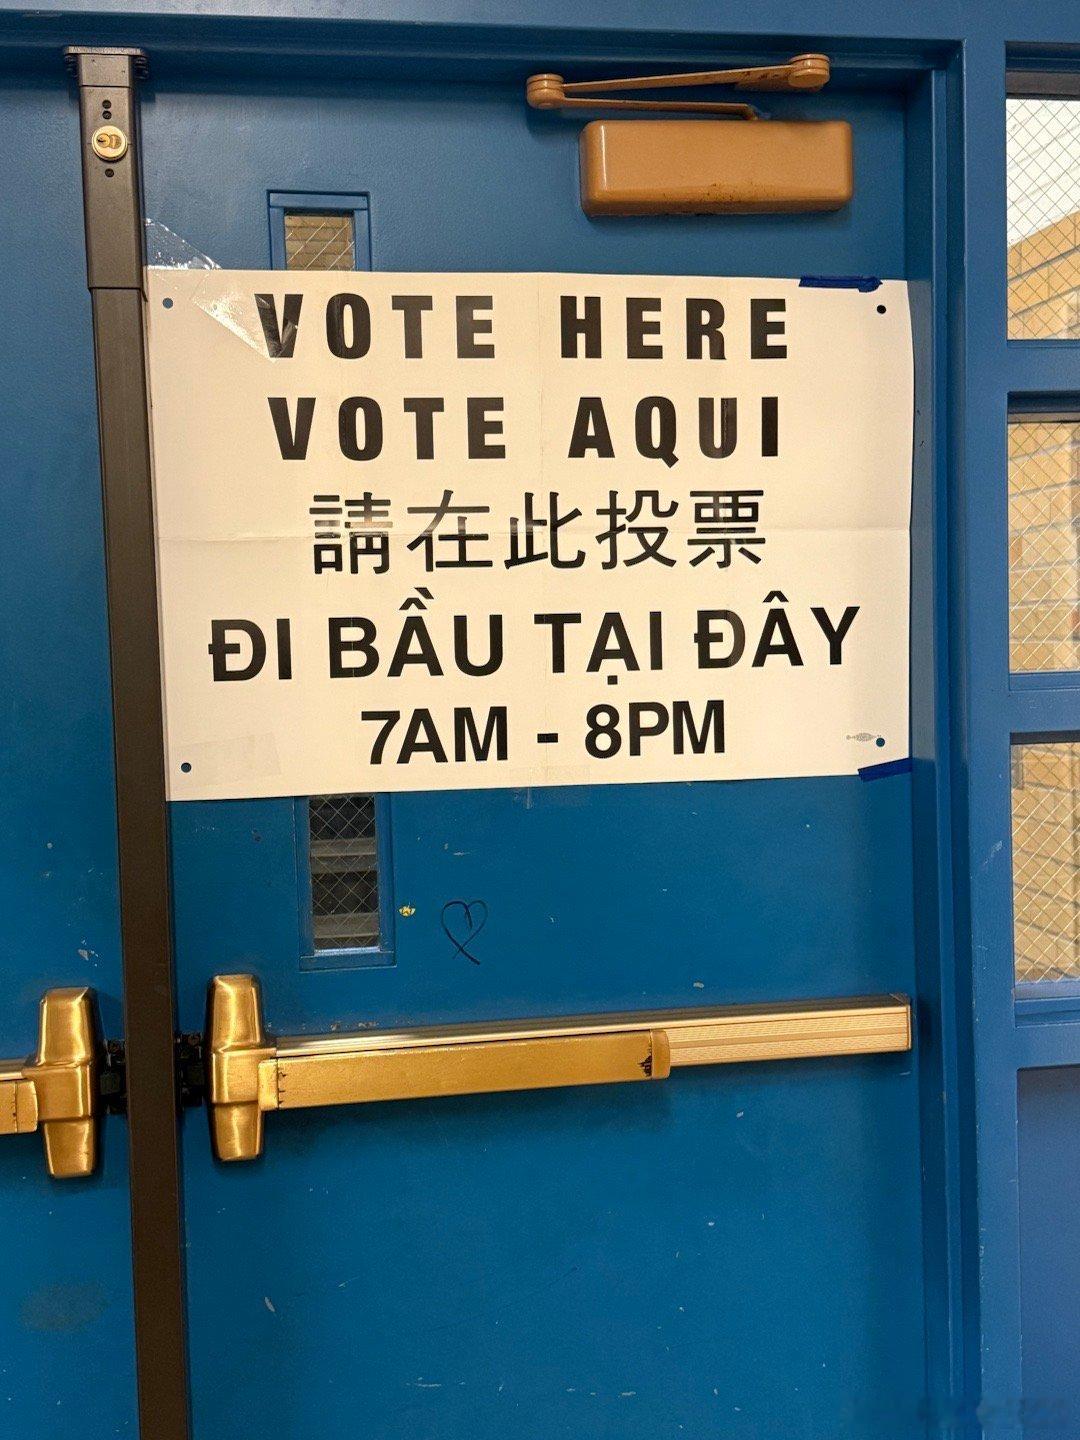 VOTE HERE
VOTE AQUI
請在此投票
ĐI BẦU TẠI ĐÂY
7AM - 8PM